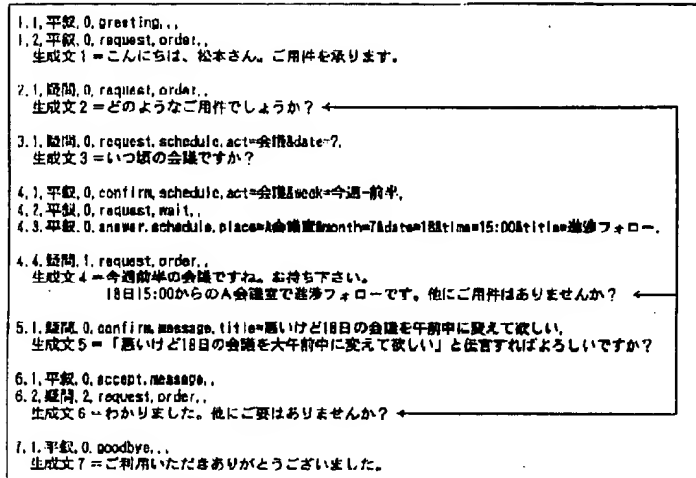 1.1,平叙,0,greeting,,,
1.2,平叙,0,request,order,,
生成文1=こんにちは、松本さん。ご用件を承ります。
2.1,疑問,0,request,order,,
生成文2=どのようなご用件でしょうか?
3.1,疑問,0,request,schedule,act=会議&date=?,
生成文3=いつ頃の会議ですか?
4.1,平叙,0,confirm,schedule,act=会議&week=今週-前半,
4.2,平叙,0,request,wait,,
4.3,平叙,0,answer,schedule,place=A会議室&month=7&date=18&time=15:00&title=進渉フォロー,
4.4,疑問,1,request,order,,
生成文4=今週前半の会議ですね。お待ち下さい。
18日15:00からのA会議室で進渉フォローです。他にご用件はありませんか?
5.1,疑問,0,confirm,message,title=悪いけど18日の会議を午前中に変えて欲しい,
生成文5=「悪いけど18日の会議を大午前中に変えて欲しい」と伝言すればよろしいですか?
6.1,平叙,0,accept,message,,
6.2,疑問,2,request,order,,
生成文6=わかりました。他にご要はありませんか?
7.1,平叙,0,goodbye,,,
生成文7=ご利用いただきありがとうございました。